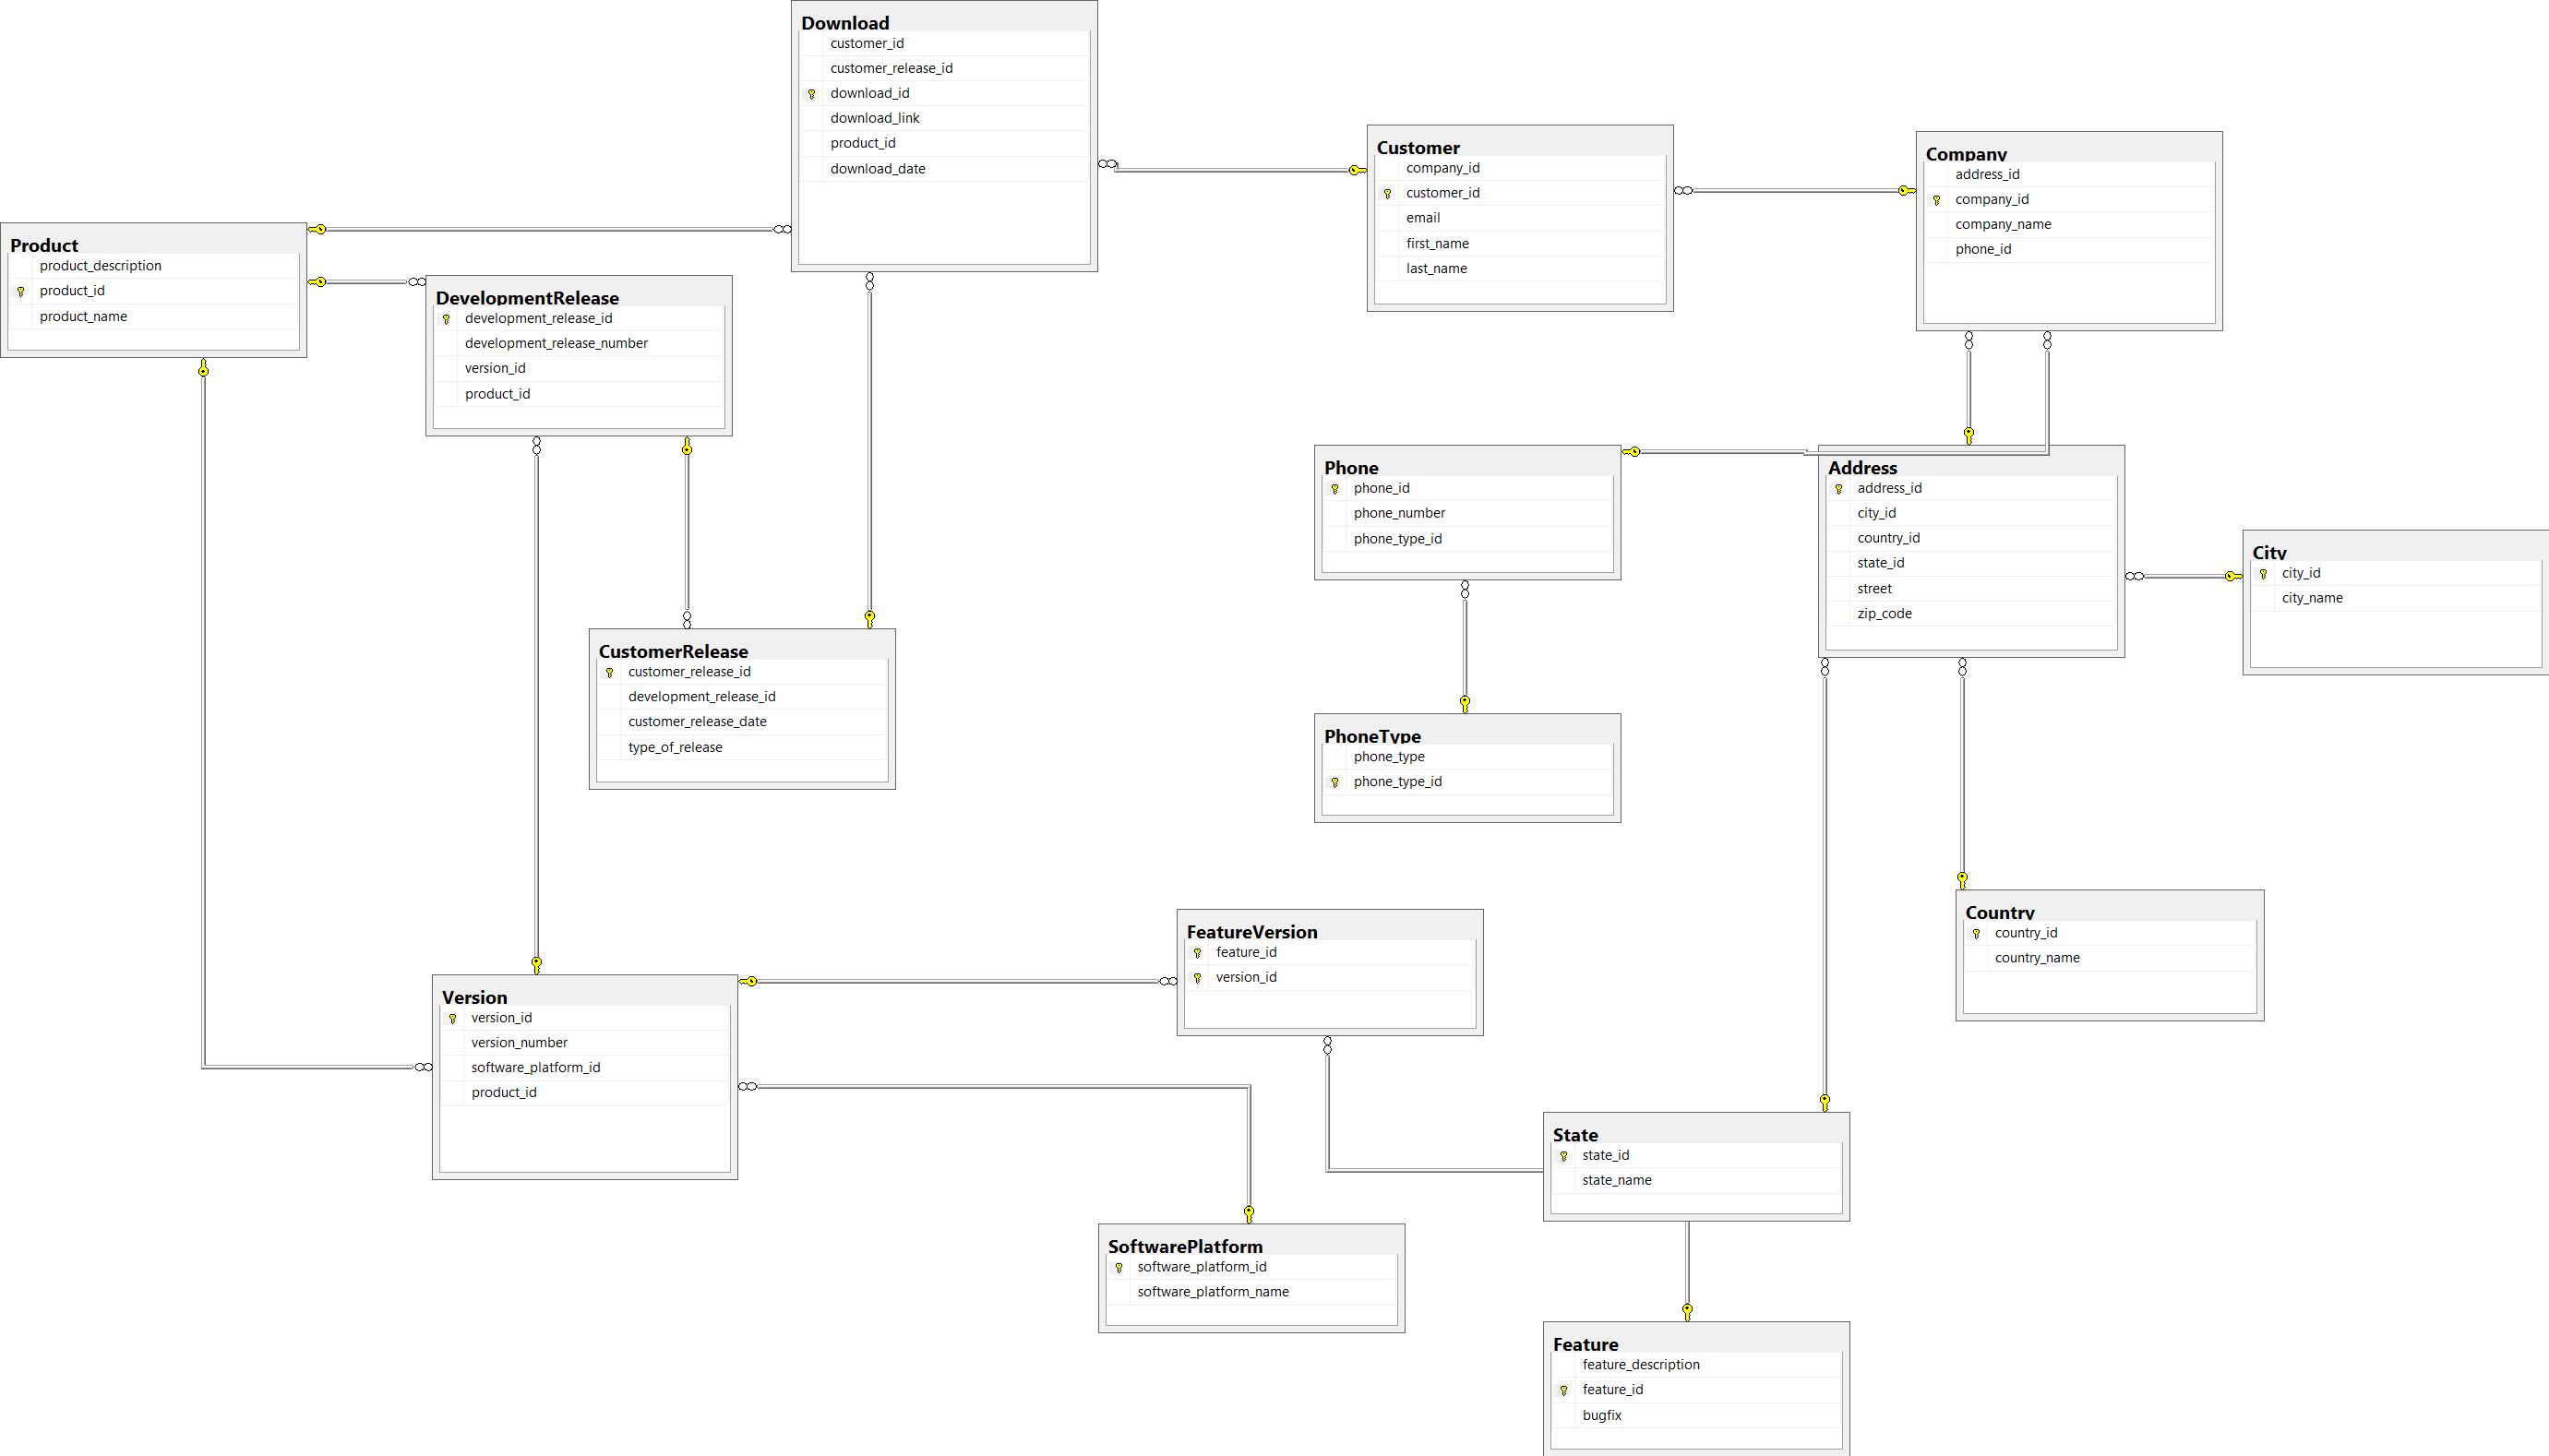 Download
customer_id
customer_release_id
download_id
download_link
product_id
download_date
Customer
company_id
customer_id
email
first_name
last_name
Company
address_id
company_id
company_name
phone_id
Product
product_description
product_id
product_name
DevelopmentRelease
development_release_id
development_release_number
version_id
product_id
Phone
phone_id
phone_number
phone_type_id
Address
address_id
city_id
country_id
state_id
street
zip_code
City
city_id
city_name
CustomerRelease
customer_release_id
development_release_id
customer_release_date
type_of_release
PhoneType
phone_type
phone_type_id
Country
country_id
country_name
FeatureVersion
feature_id
version_id
Version
version_id
version_number
software_platform_id
product_id
State
state_id
state_name
SoftwarePlatform
software_platform_id
software_platform_name
Feature
feature_description
feature_id
bugfix